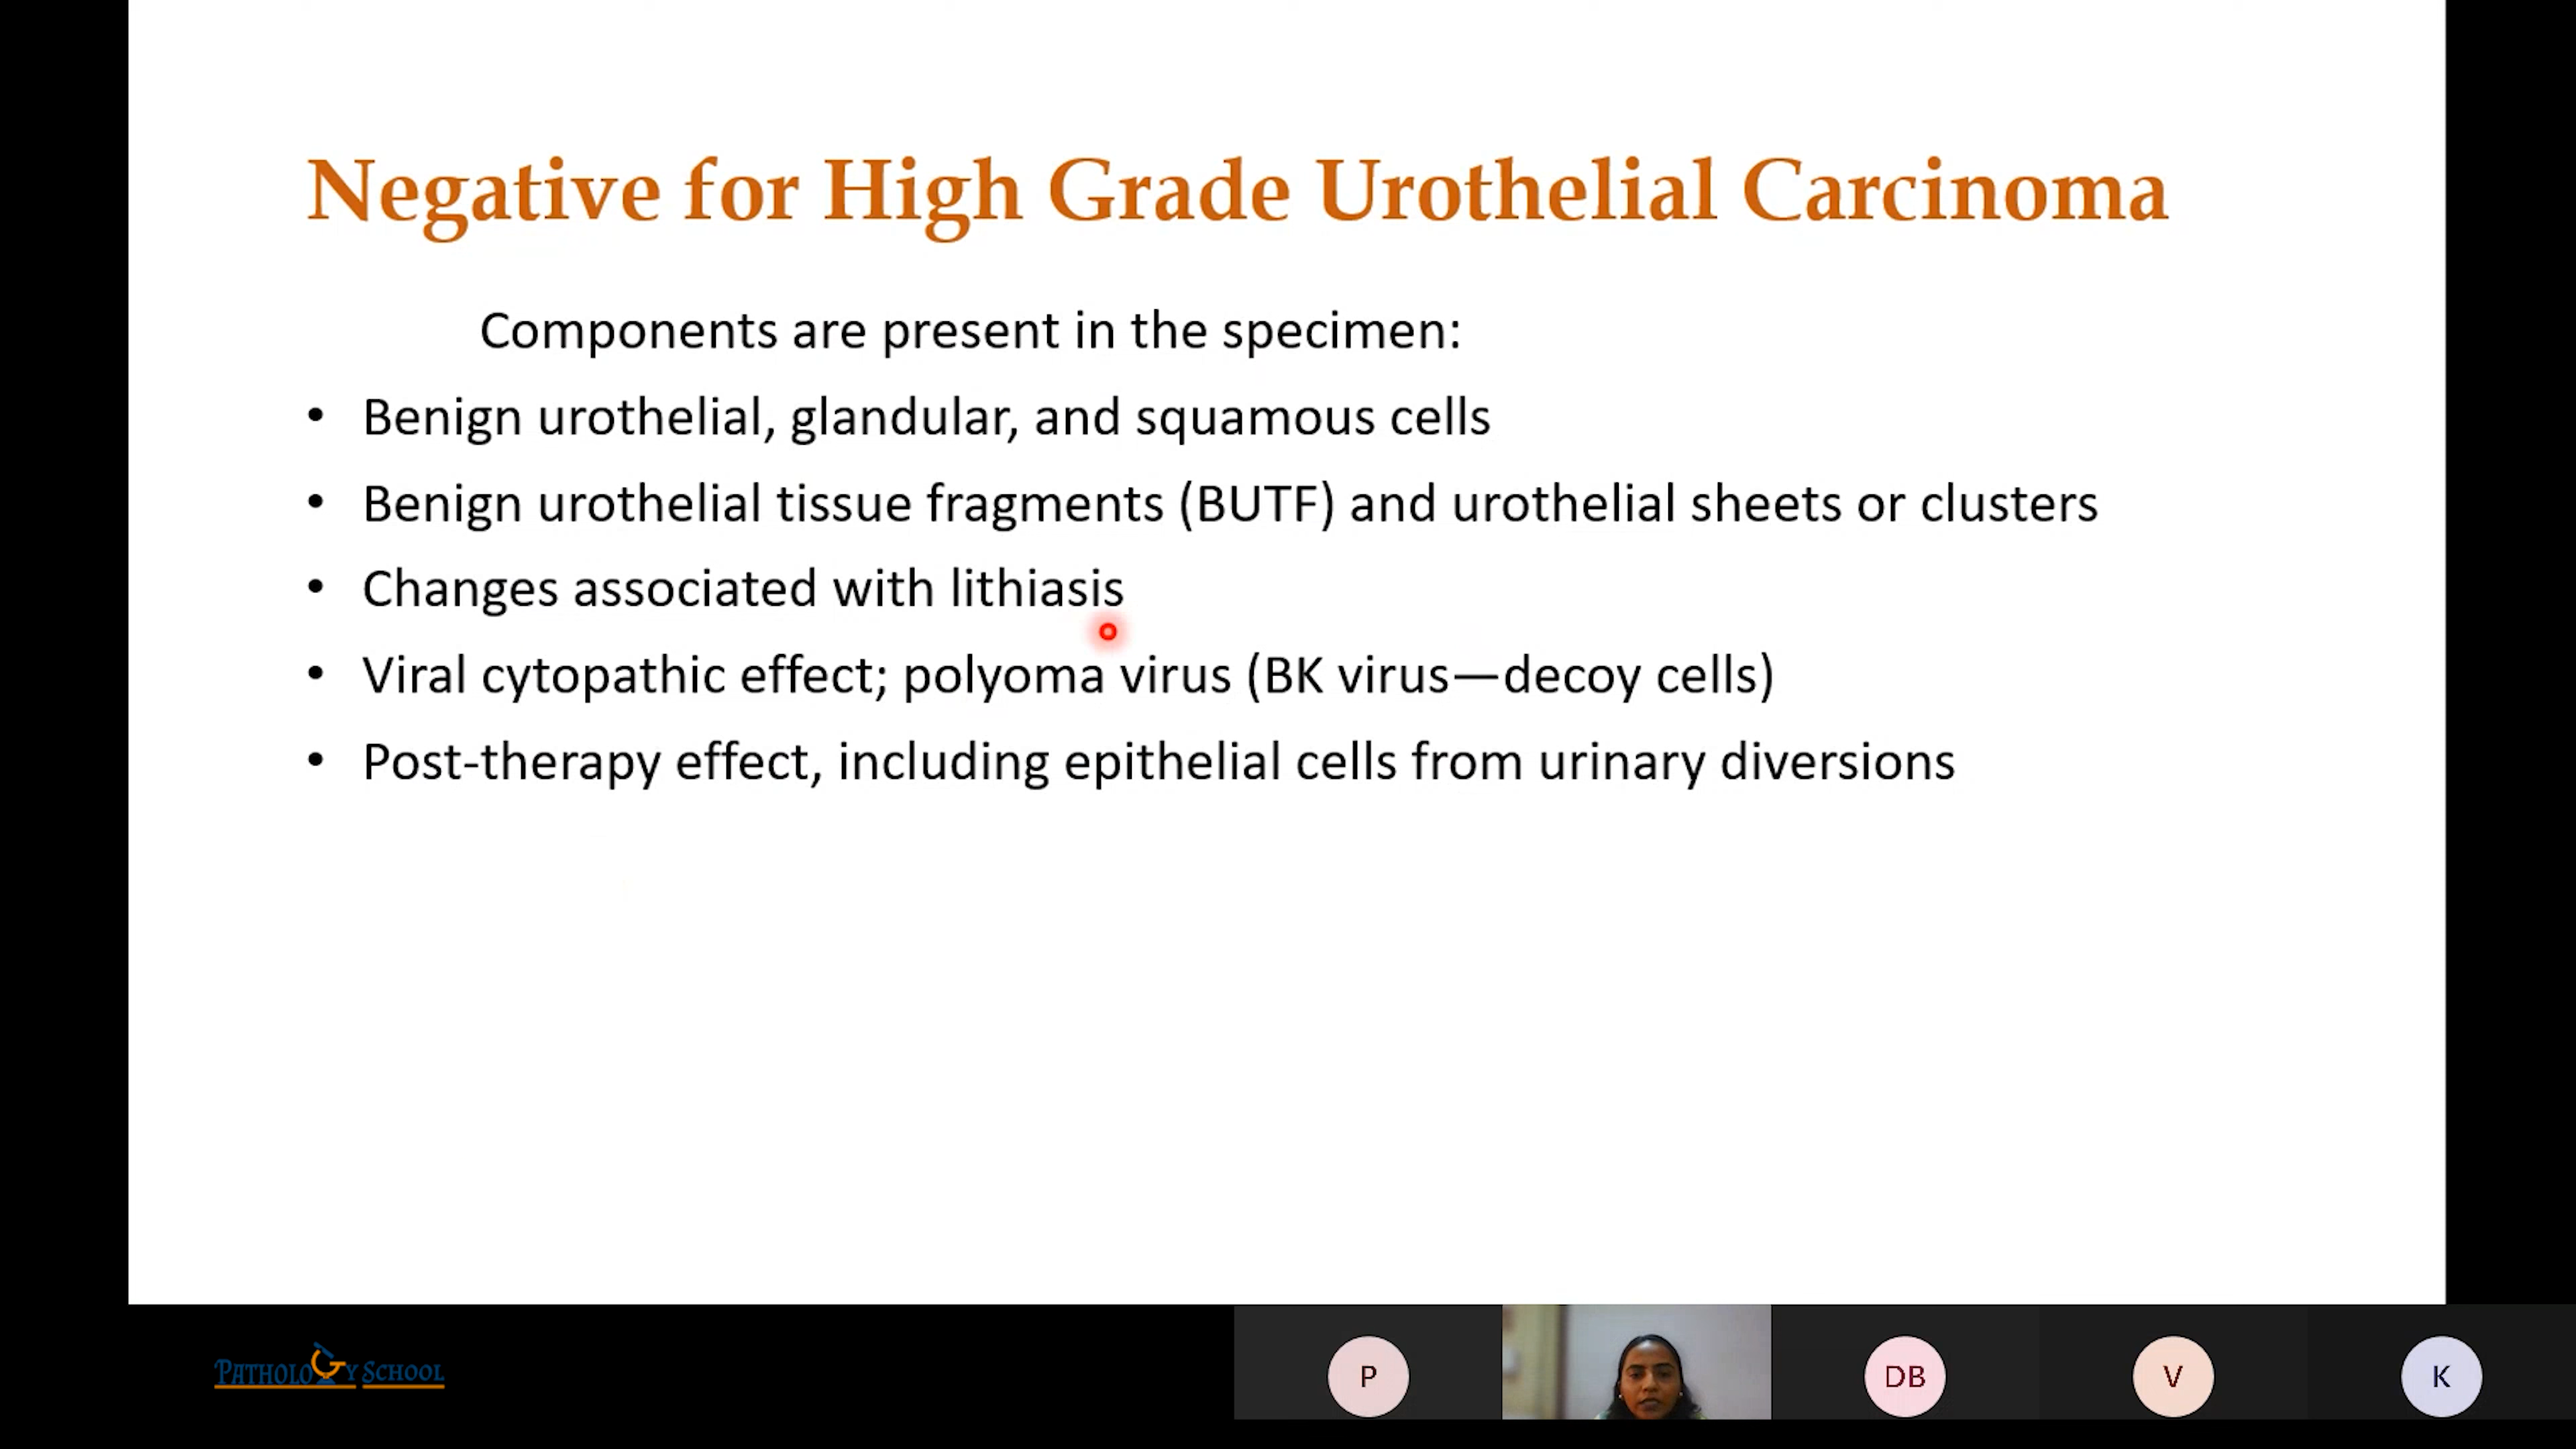 Negative for High Grade Urothelial Carcinoma
Components are present in the specimen:
• Benign urothelial, glandular, and squamous cells
• Benign urothelial tissue fragments (BUTF) and urothelial sheets or clusters
• Changes associated with lithiasis
• Viral cytopathic effect; polyoma virus (BK virus—decoy cells)
• Post-therapy effect, including epithelial cells from urinary diversions
PATHOLOGY SCHOOL
P
DB
V
K